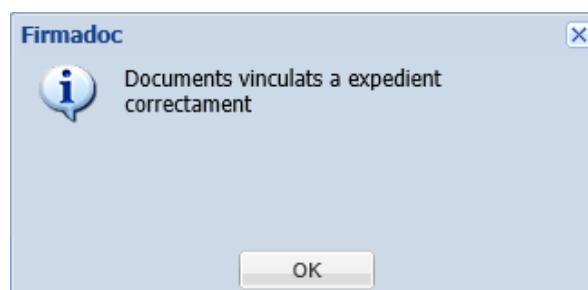 Firmadoc
Documents vinculats a expedient
correctament
OK